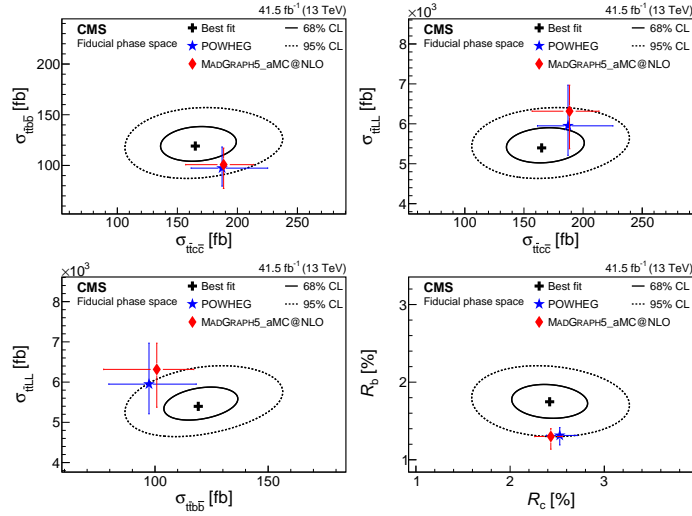 41.5 fb⁻¹ (13 TeV)
CMS
Fiducial phase space
Best fit
68% CL
POWHEG
95% CL
MADGRAPH5_aMC@NLO
σ_tt̄bb̄ [fb]
200
150
100
50
100 150 200 250
σ_tt̄cc̄ [fb]
×10³
41.5 fb⁻¹ (13 TeV)
CMS
Fiducial phase space
Best fit
68% CL
POWHEG
95% CL
MADGRAPH5_aMC@NLO
σ_tt̄LL [fb]
8
6
4
100 150 200 250 300
σ_tt̄cc̄ [fb]
×10³
41.5 fb⁻¹ (13 TeV)
CMS
Fiducial phase space
Best fit
68% CL
POWHEG
95% CL
MADGRAPH5_aMC@NLO
σ_tt̄LL [fb]
8
7
6
5
4
100 150
σ_tt̄bb̄ [fb]
41.5 fb⁻¹ (13 TeV)
CMS
Fiducial phase space
Best fit
68% CL
POWHEG
95% CL
MADGRAPH5_aMC@NLO
R_b [%]
3
2
1
1 2 3 4
R_c [%]